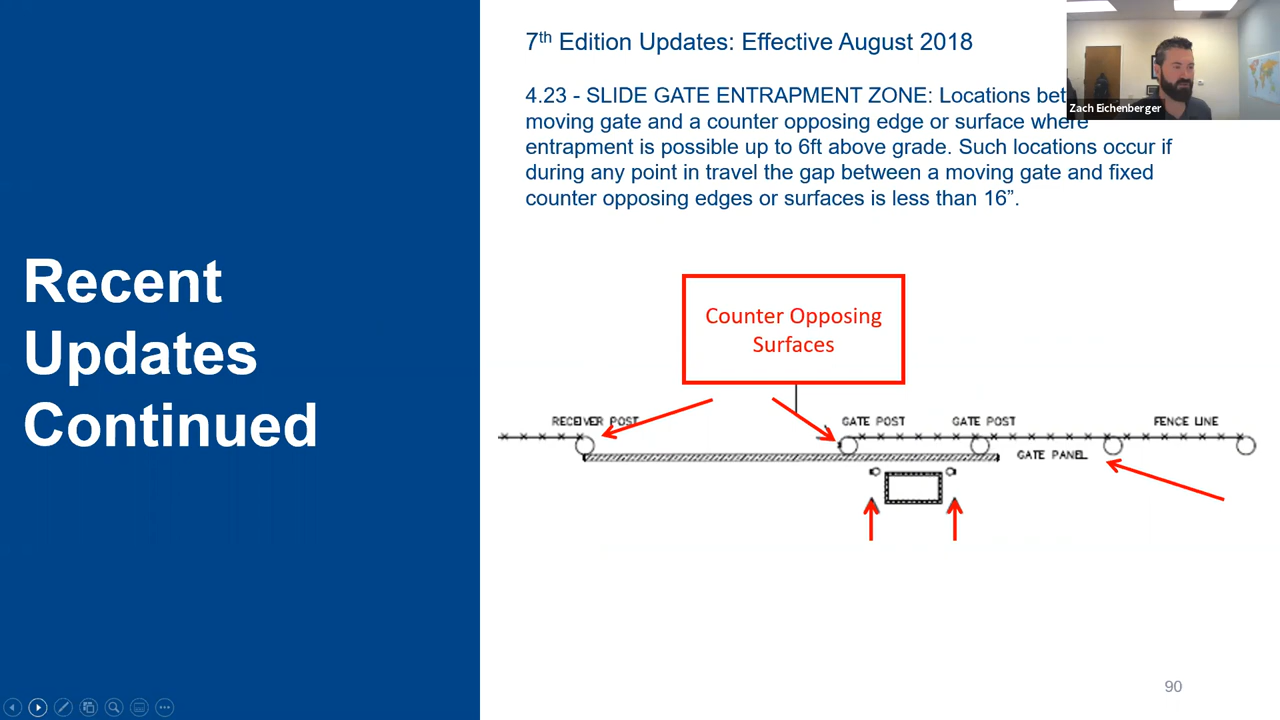 7th Edition Updates: Effective August 2018
4.23 - SLIDE GATE ENTRAPMENT ZONE: Locations bet
moving gate and a counter opposing edge or surface where
entrapment is possible up to 6ft above grade. Such locations occur if
during any point in travel the gap between a moving gate and fixed
counter opposing edges or surfaces is less than 16”.
Zach Eichenberger
Recent
Updates
Continued
Counter Opposing
Surfaces
RECEIVER POST
GATE POST
GATE POST
FENCE LINE
GATE PANEL
90